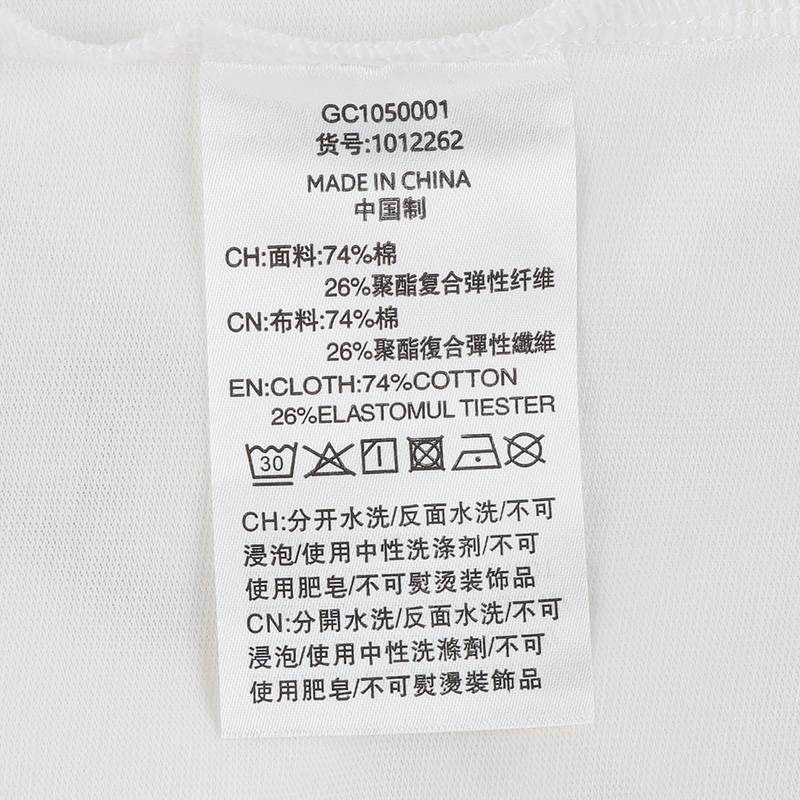 GC1050001
货号:1012262
MADE IN CHINA
中国制
CH:面料:74%棉
26%聚酯复合弹性纤维
CN:布料:74%棉
26%聚酯復合彈性纖維
EN:CLOTH:74%COTTON
26%ELASTOMUL TIESTER
30
CH:分开水洗/反面水洗/不可
浸泡/使用中性洗涤剂/不可
使用肥皂/不可熨烫装饰品
CN:分開水洗/反面水洗/不可
浸泡/使用中性洗滌劑/不可
使用肥皂/不可熨燙裝飾品